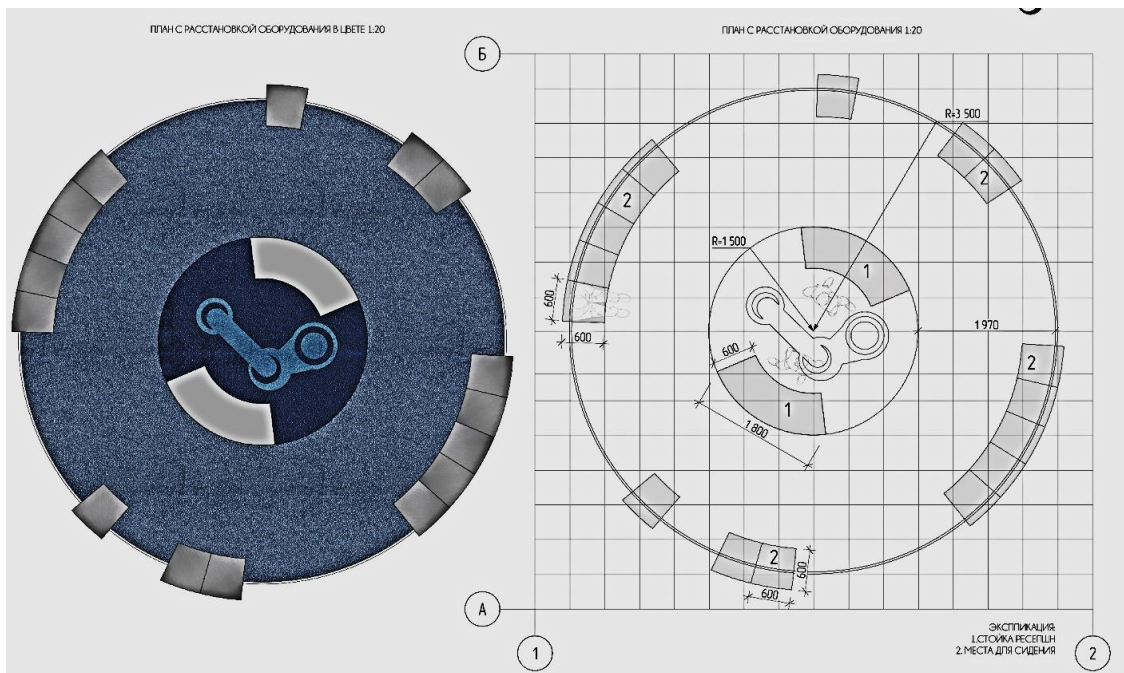 ПЛАН С РАССТАНОВКОЙ ОБОРУДОВАНИЯ В ЦВЕТЕ 1:20
ПЛАН С РАССТАНОВКОЙ ОБОРУДОВАНИЯ 1:20
Б
R=3 500
2
2
R=1 500
1
600
600
1 970
600
2
1
1 800
2
600
600
А
ЭКСПЛИКАЦИЯ:
1.СТОЙКА РЕСЕПШН
2. МЕСТА ДЛЯ СИДЕНИЯ
1
2